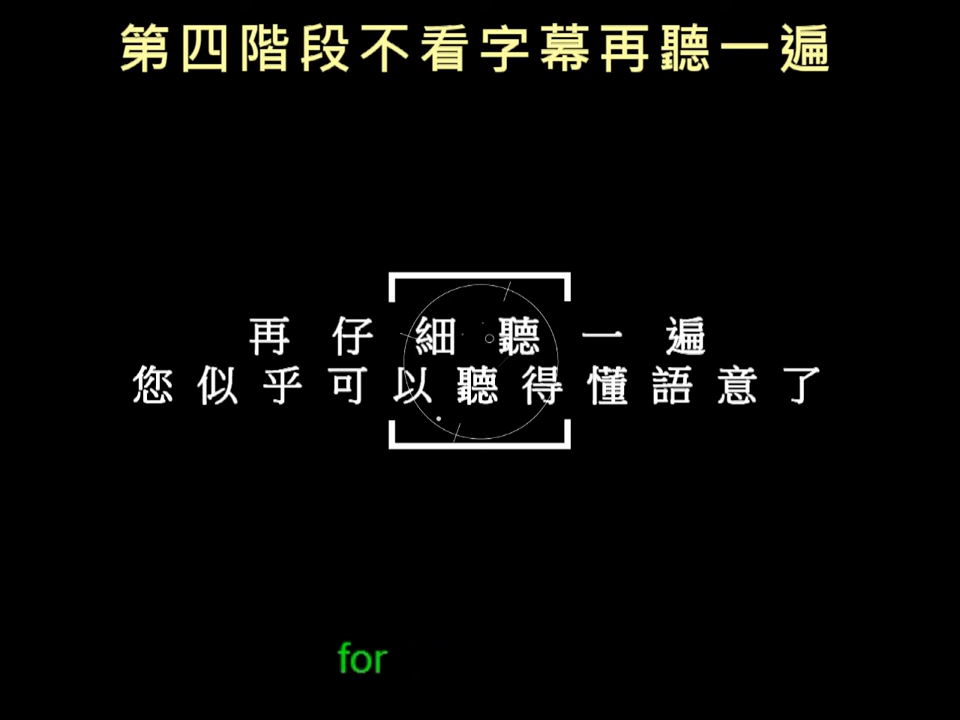 第四階段不看字幕再聽一遍
再仔細聽一遍
您似乎可以聽得懂語意了
for